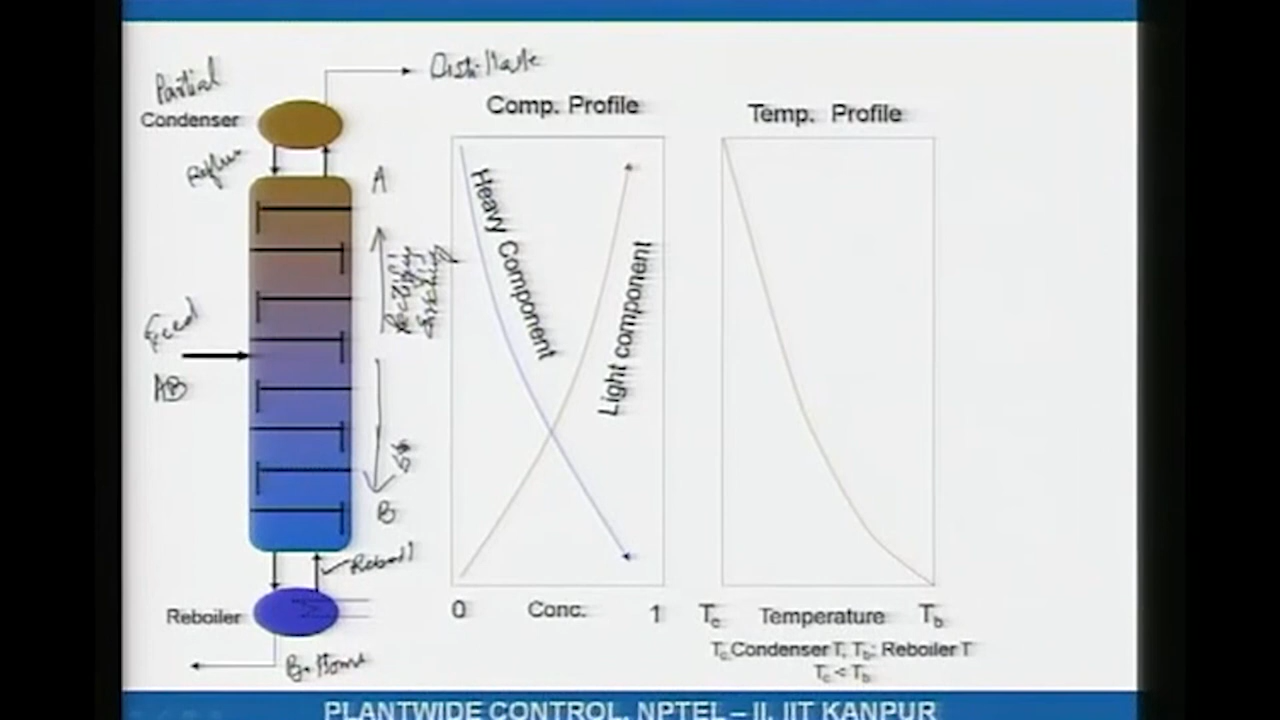 Partial
Condenser
Distillate
Reflux
A
Feed
AB
B
Reboil
Reboiler
Bottoms
Comp. Profile
Heavy Component
Light component
0 Conc. 1
Temp. Profile
Tc Temperature Tb
Tc Condenser T, Tb: Reboiler T
Tc < Tb
PLANTWIDE CONTROL, NPTEL – II, IIT KANPUR